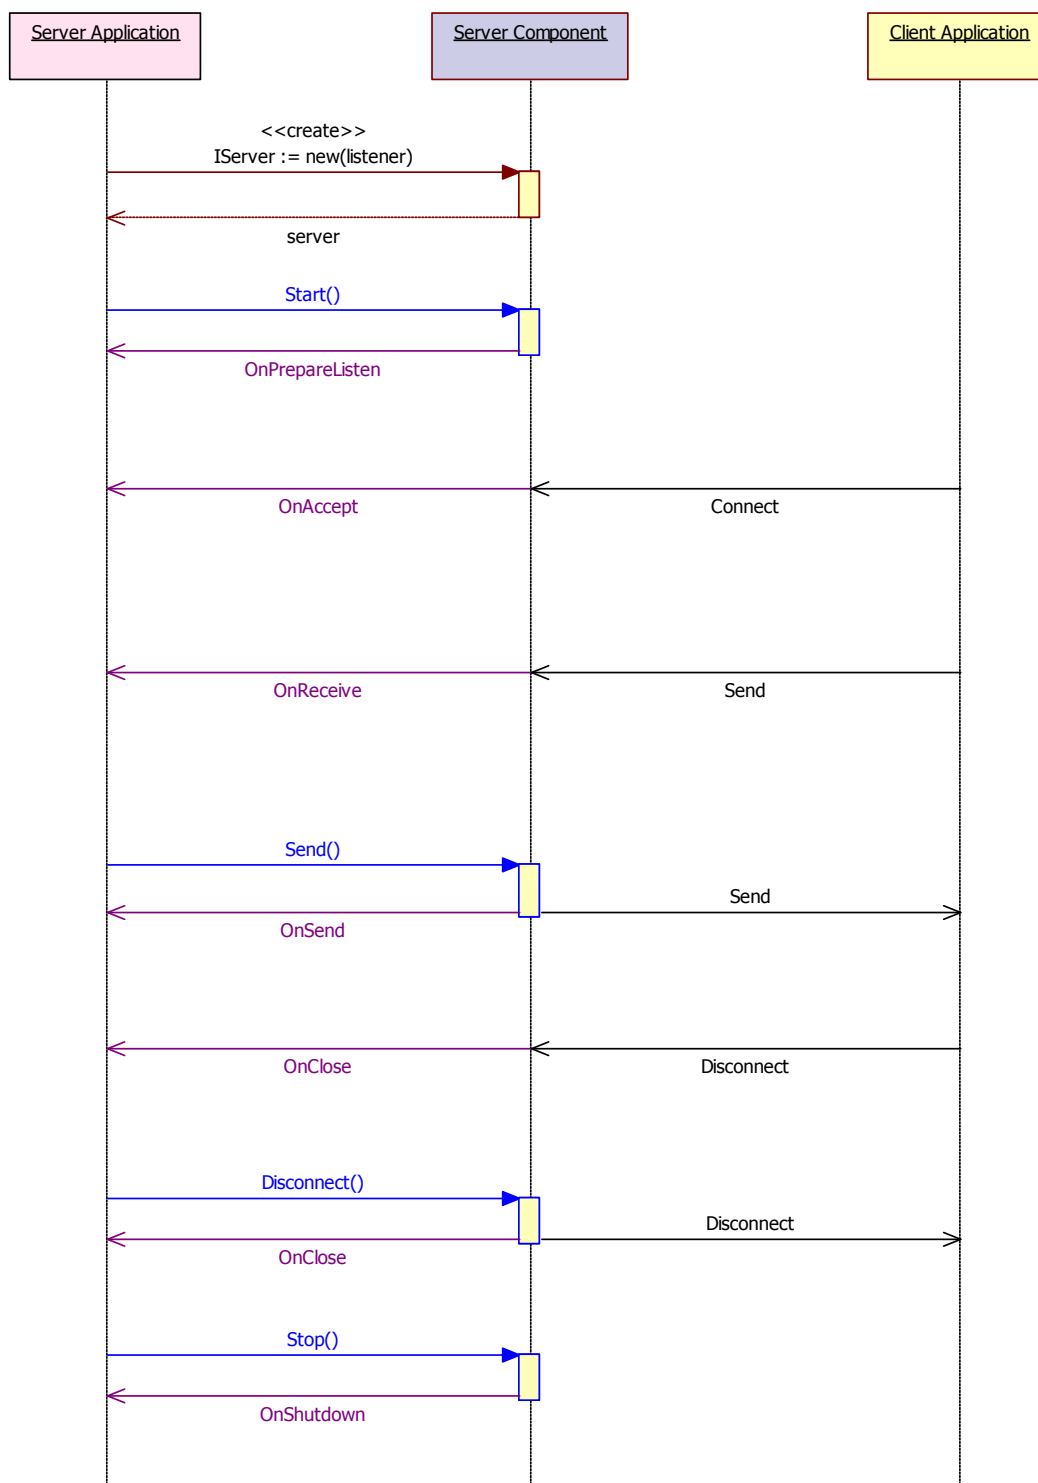 Server Application
Server Component
Client Application
<<create>>
IServer := new(listener)
server
Start()
OnPrepareListen
OnAccept
Connect
OnReceive
Send
Send()
Send
OnSend
OnClose
Disconnect
Disconnect()
Disconnect
OnClose
Stop()
OnShutdown